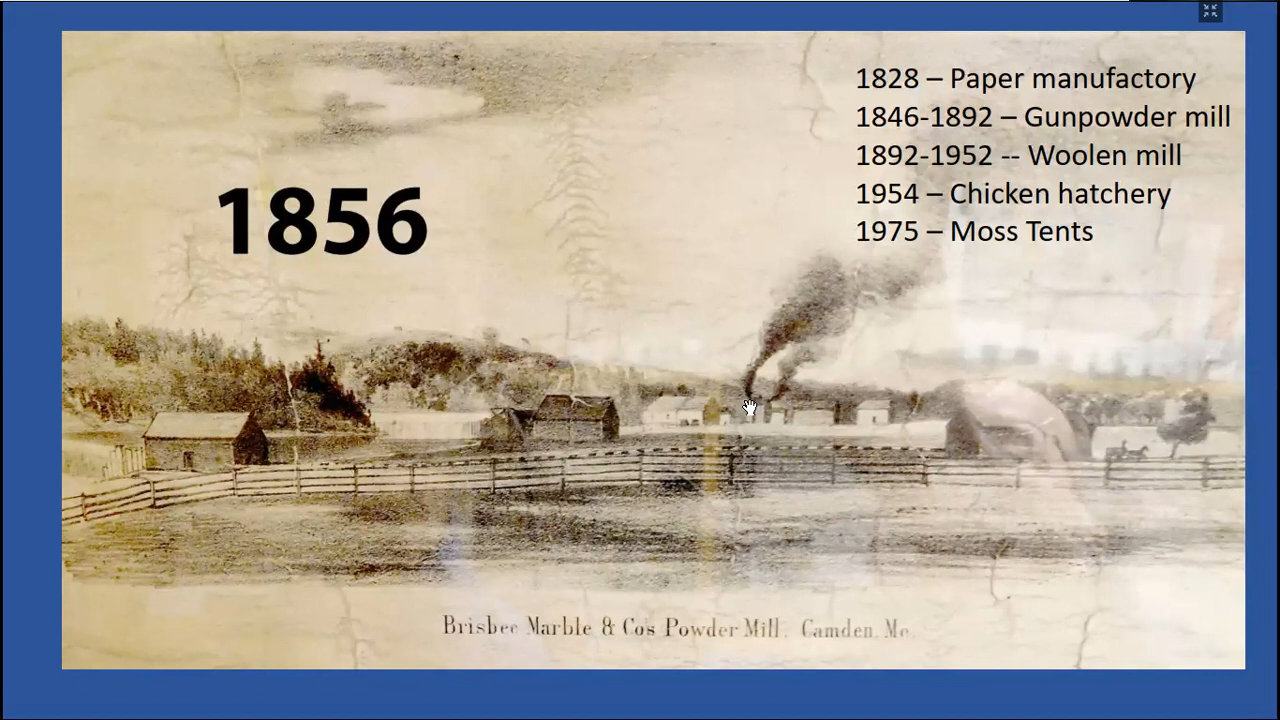 1828 – Paper manufactory
1846-1892 – Gunpowder mill
1892-1952 -- Woolen mill
1954 – Chicken hatchery
1975 – Moss Tents
1856
Brisbee Marble & Cos Powder Mill. Camden, Me